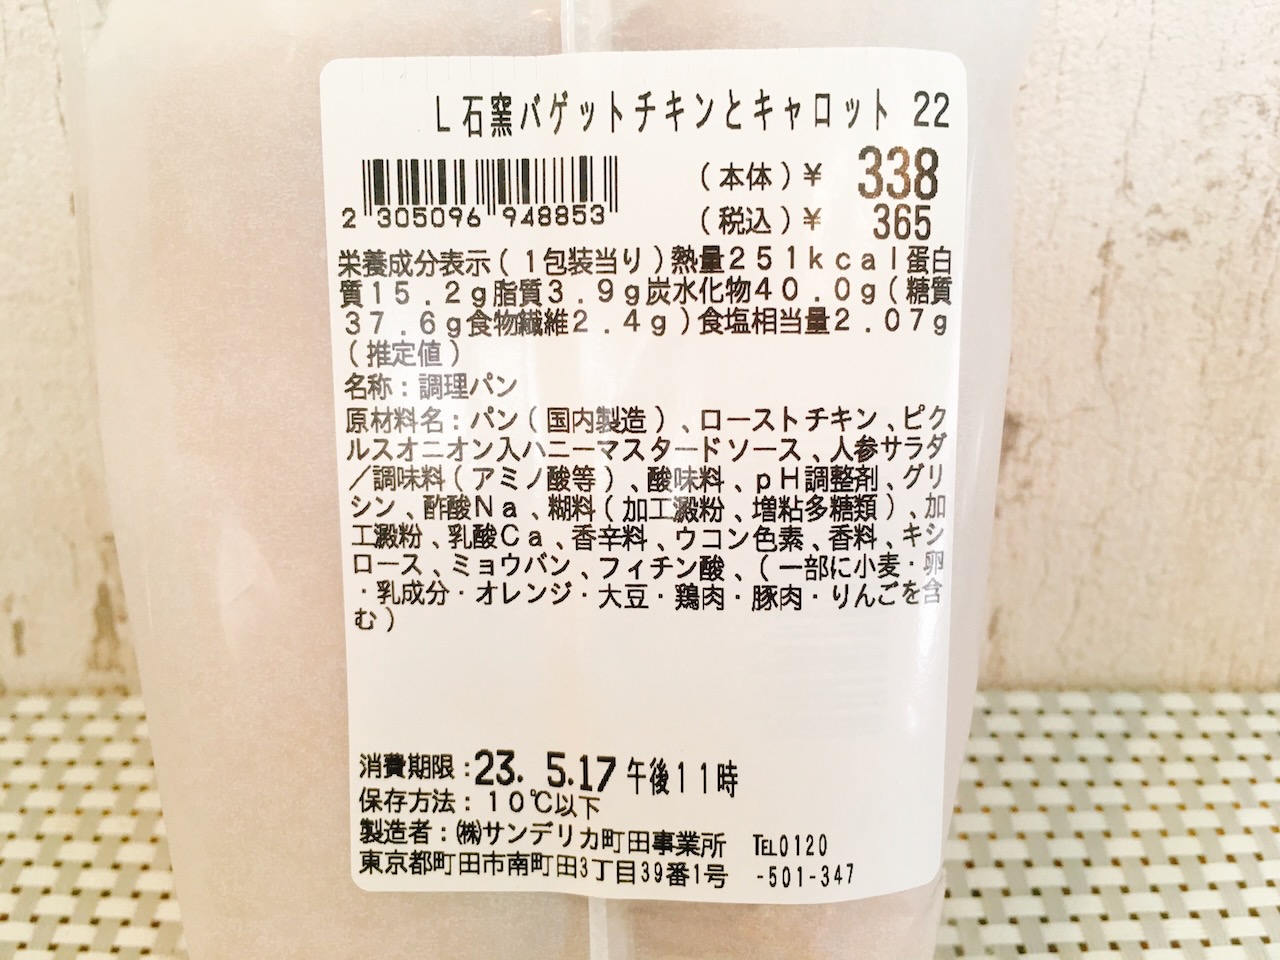 L石窯バゲットチキンとキャロット 22
(本体)¥ 338
(税込)¥ 365
2 305096 948853
栄養成分表示(1包装当り)熱量251kcal蛋白
質15.2g脂質3.9g炭水化物40.0g(糖質
37.6g食物繊維2.4g)食塩相当量2.07g
(推定値)
名称:調理パン
原材料名:パン(国内製造)、ローストチキン、ピク
ルスオニオン入ハニーマスタードソース、人参サラダ
/調味料(アミノ酸等)、酸味料、pH調整剤、グリ
シン、酢酸Na、糊料(加工澱粉、増粘多糖類)、加
工澱粉、乳酸Ca、香辛料、ウコン色素、香料、キシ
ロース、ミョウバン、フィチン酸、(一部に小麦・卵
・乳成分・オレンジ・大豆・鶏肉・豚肉・りんごを含
む)
消費期限:23. 5.17 午後11時
保存方法:10℃以下
製造者:㈱サンデリカ町田事業所 TEL0120
東京都町田市南町田3丁目39番1号 -501-347